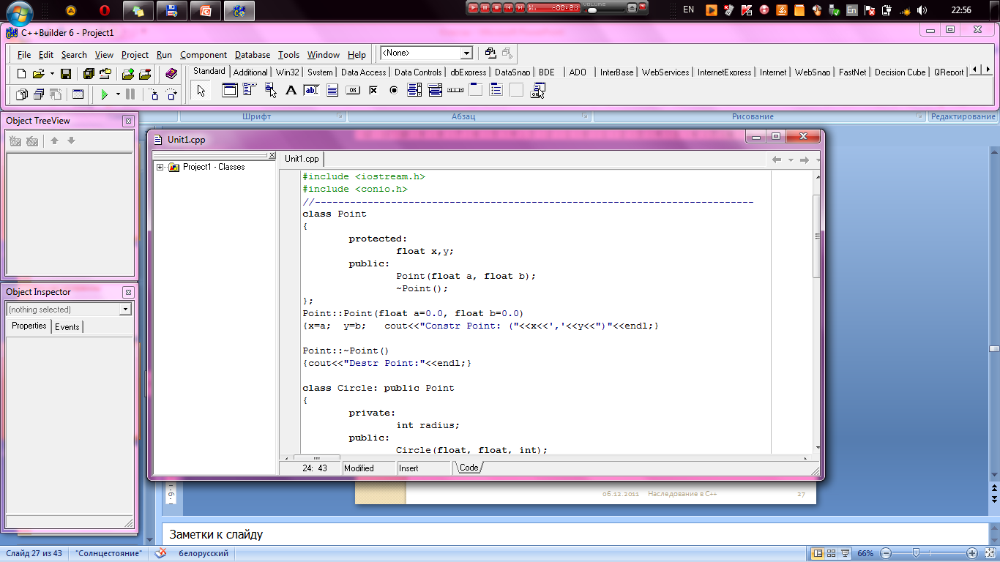 -00:23
VOLUME
EN
En
22:56
C++Builder 6 - Project1
File Edit Search View Project Run Component Database Tools Window Help
<None>
Standard Additional Win32 System Data Access Data Controls dbExpress DataSnap BDE ADO InterBase WebServices InternetExpress Internet WebSnap FastNet Decision Cube QReport
Шрифт Абзац Рисование Редактирование
Object TreeView
Unit1.cpp
Project1 - Classes
Unit1.cpp
#include <iostream.h>
#include <conio.h>
//---------------------------------------------------------------------------
class Point
{
protected:
float x,y;
public:
Point(float a, float b);
~Point();
};
Point::Point(float a=0.0, float b=0.0)
{x=a; y=b; cout<<"Constr Point: ("<<x<<','<<y<<")"<<endl;}
Point::~Point()
{cout<<"Destr Point:"<<endl;}
class Circle: public Point
{
private:
int radius;
public:
Circle(float, float, int);
24: 43 Modified Insert Code
Object Inspector
(nothing selected)
Properties Events
06.12.2011 Наследование в С++ 27
Заметки к слайду
Слайд 27 из 43 "Солнцестояние" белорусский 66%